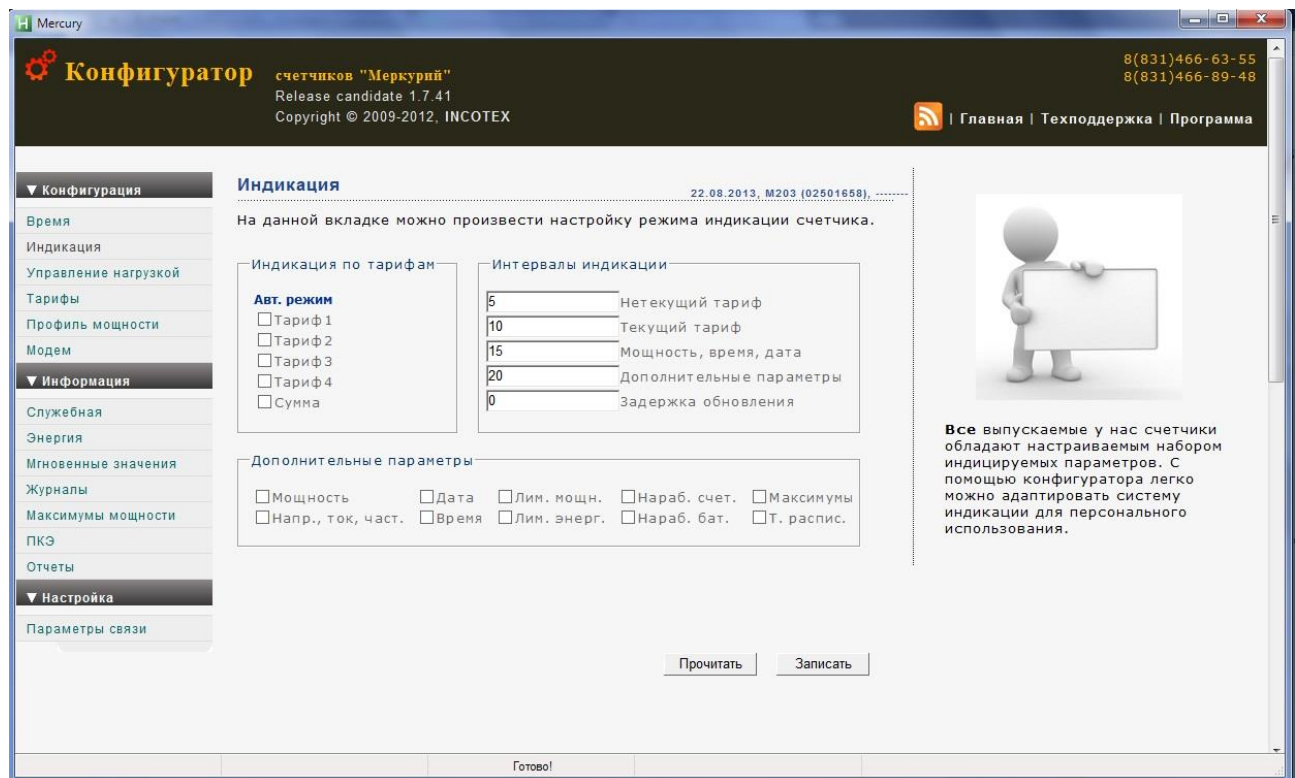 Mercury
Конфигуратор счетчиков "Меркурий"
Release candidate 1.7.41
Copyright © 2009-2012, INCOTEX
8(831)466-63-55
8(831)466-89-48
| Главная | Техподдержка | Программа
▼ Конфигурация
Время
Индикация
Управление нагрузкой
Тарифы
Профиль мощности
Модем
▼ Информация
Служебная
Энергия
Мгновенные значения
Журналы
Максимумы мощности
ПКЭ
Отчеты
▼ Настройка
Параметры связи
Индикация
22.08.2013, M203 (02501658), --------
На данной вкладке можно произвести настройку режима индикации счетчика.
Индикация по тарифам
Авт. режим
Тариф1
Тариф2
Тариф3
Тариф4
Сумма
Интервалы индикации
5 Нетекущий тариф
10 Текущий тариф
15 Мощность, время, дата
20 Дополнительные параметры
0 Задержка обновления
Дополнительные параметры
Мощность Дата Лим. мощн. Нараб. счет. Максимумы
Напр., ток, част. Время Лим. энерг. Нараб. бат. Т. распис.
Прочитать Записать
Все выпускаемые у нас счетчики
обладают настраиваемым набором
индицируемых параметров. С
помощью конфигуратора легко
можно адаптировать систему
индикации для персонального
использования.
Готово!